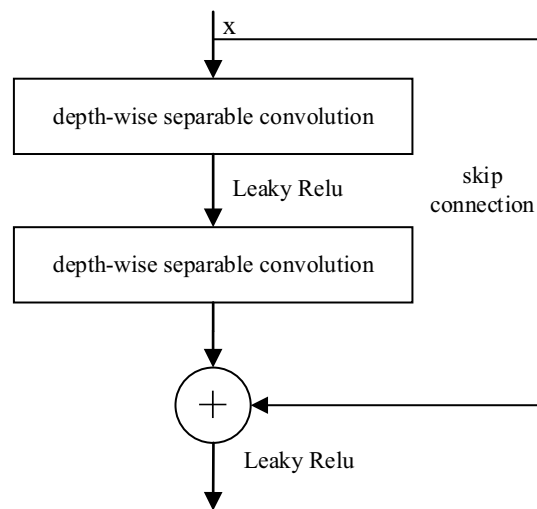 x
depth-wise separable convolution
Leaky Relu
skip
connection
depth-wise separable convolution
+
Leaky Relu